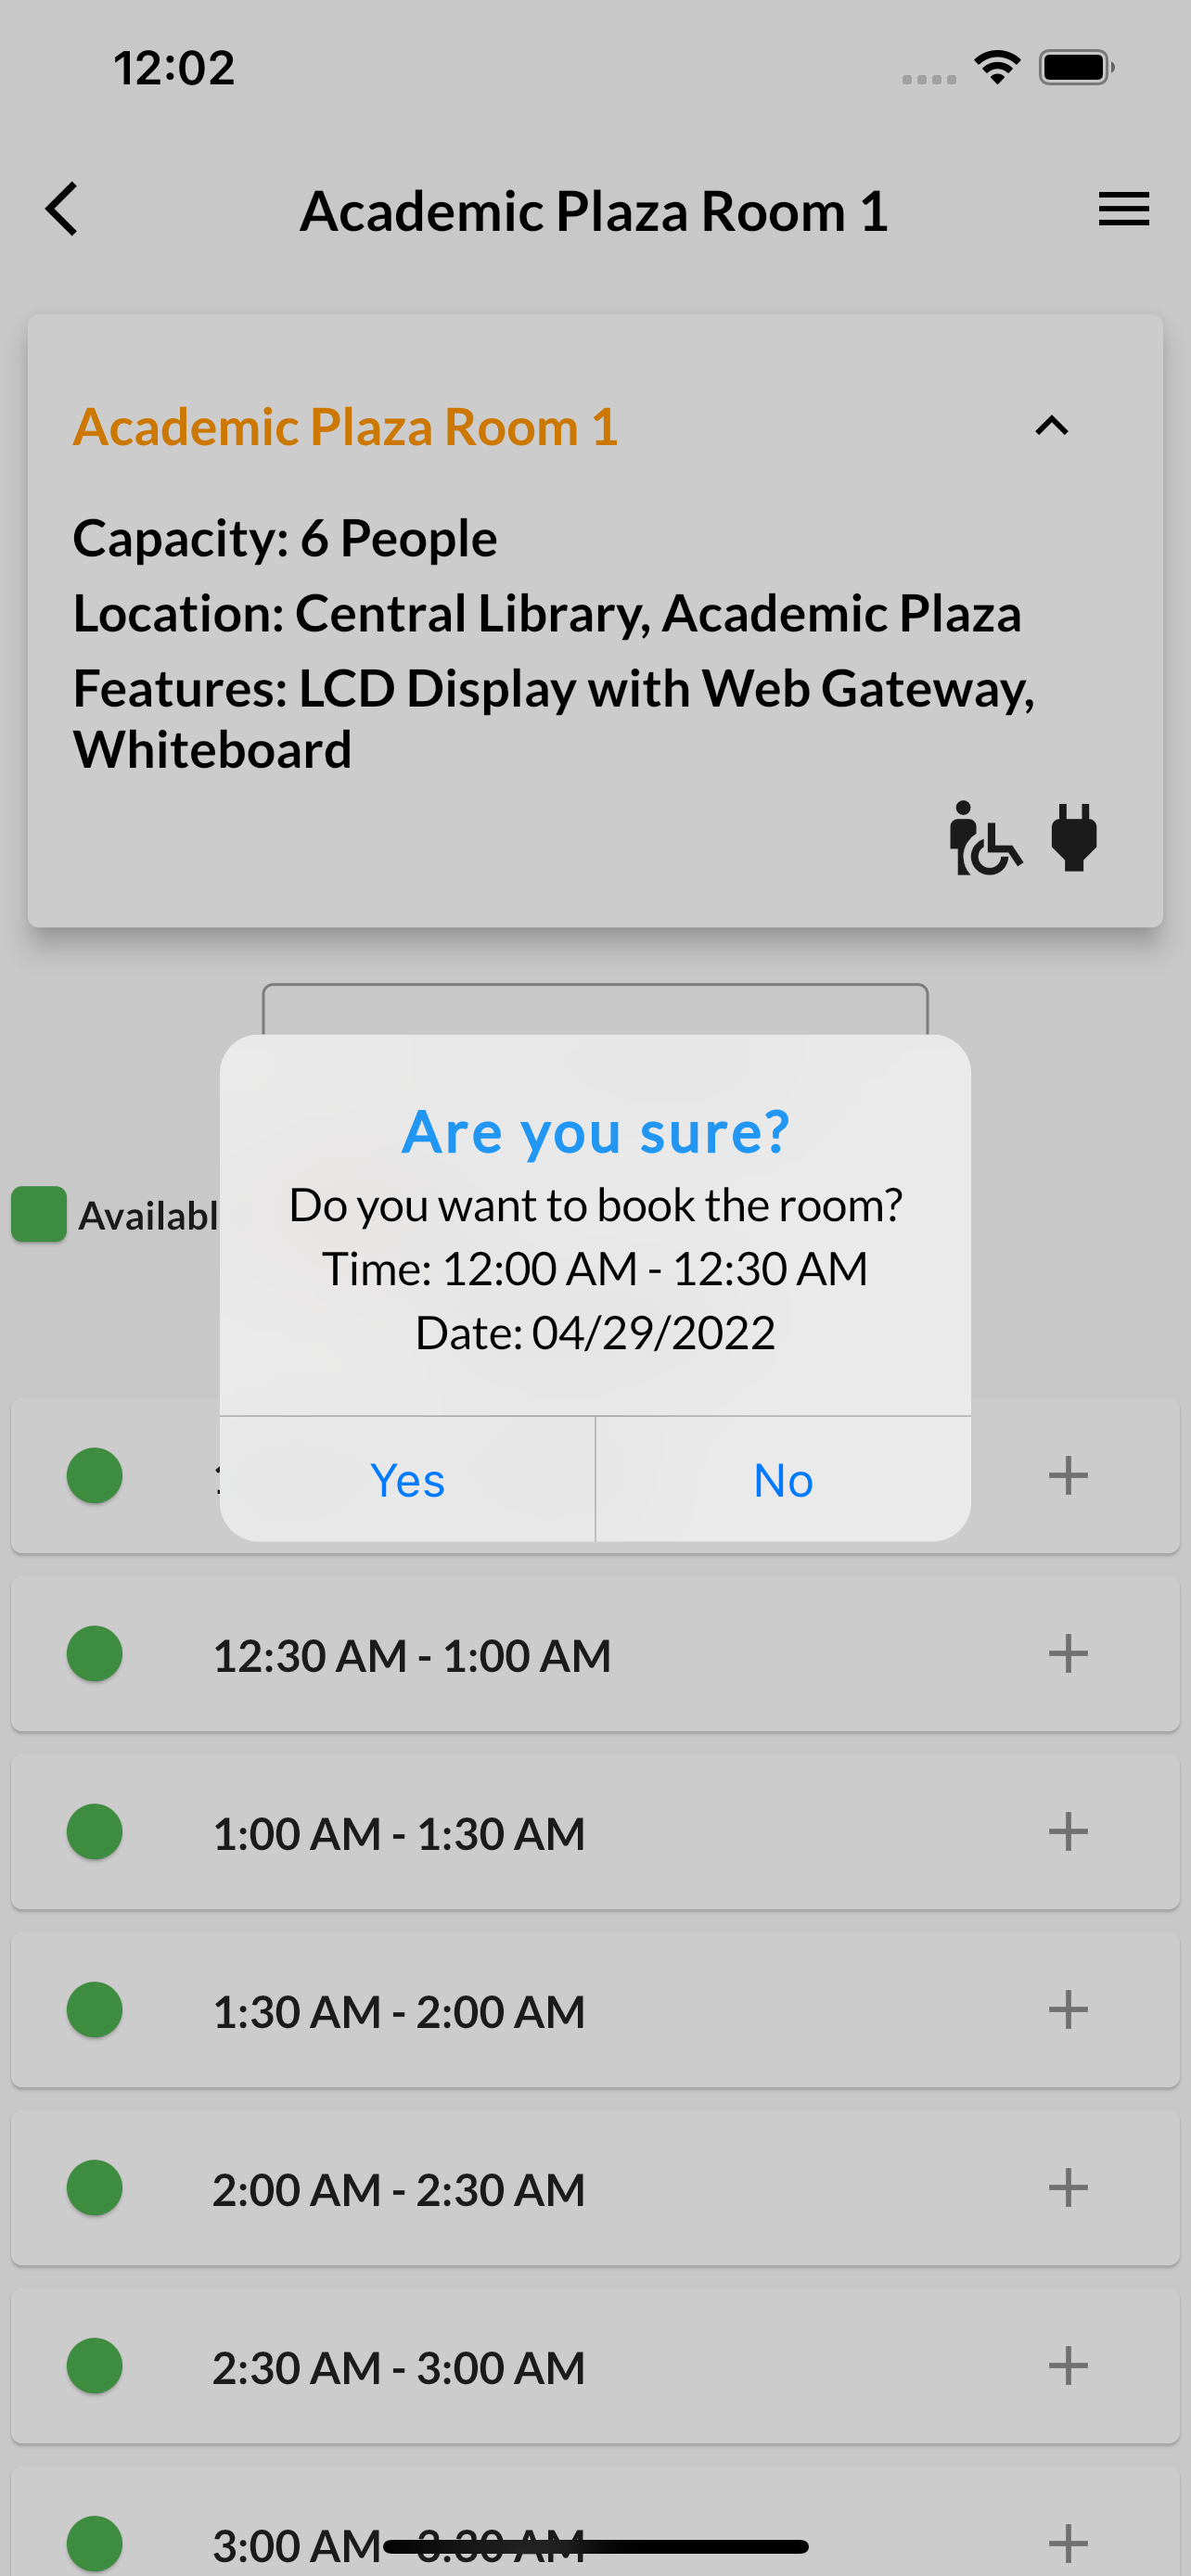 12:02
Academic Plaza Room 1
Academic Plaza Room 1
Capacity: 6 People
Location: Central Library, Academic Plaza
Features: LCD Display with Web Gateway,
Whiteboard
Are you sure?
Do you want to book the room?
Time: 12:00 AM - 12:30 AM
Date: 04/29/2022
Availabl
Yes
No
12:30 AM - 1:00 AM
1:00 AM - 1:30 AM
1:30 AM - 2:00 AM
2:00 AM - 2:30 AM
2:30 AM - 3:00 AM
3:00 AM - 3:30 AM